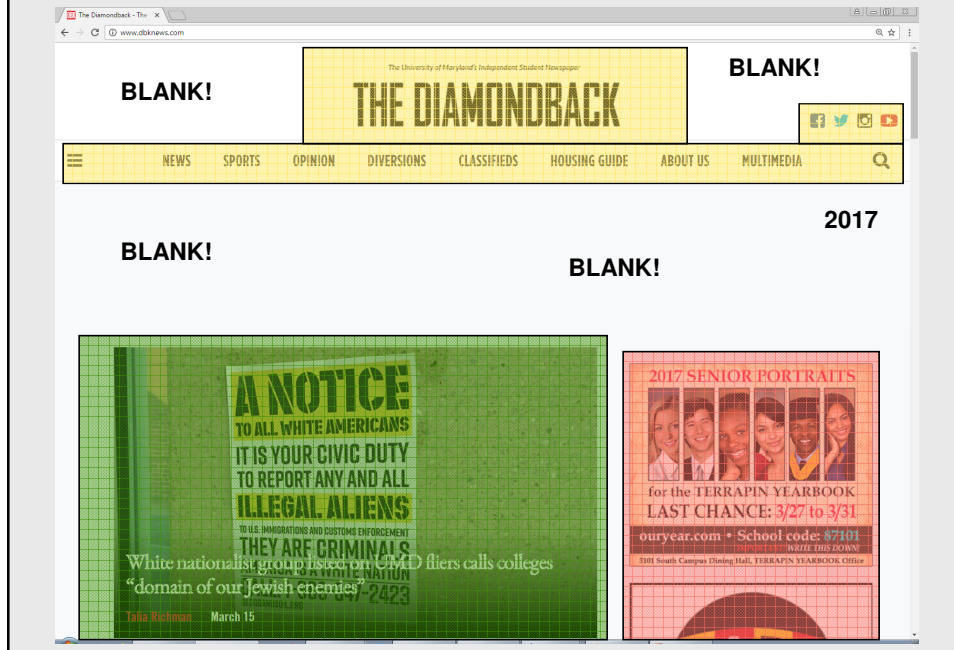 The Diamondback - The
www.dbknews.com
BLANK!
The University of Maryland's Independent Student Newspaper
THE DIAMONDBACK
BLANK!
NEWS SPORTS OPINION DIVERSIONS CLASSIFIEDS HOUSING GUIDE ABOUT US MULTIMEDIA
2017
BLANK!
BLANK!
A NOTICE
TO ALL WHITE AMERICANS
IT IS YOUR CIVIC DUTY
TO REPORT ANY AND ALL
ILLEGAL ALIENS
TO U.S. IMMIGRATIONS AND CUSTOMS ENFORCEMENT
THEY ARE CRIMINALS
White nationalist group listed on UMD fliers calls colleges
“domain of our Jewish enemies”
Talia Richman March 15
2017 SENIOR PORTRAITS
for the TERRAPIN YEARBOOK
LAST CHANCE: 3/27 to 3/31
ouryear.com • School code: 87101
IMPORTANT! WRITE THIS DOWN!
3101 South Campus Dining Hall, TERRAPIN YEARBOOK Office